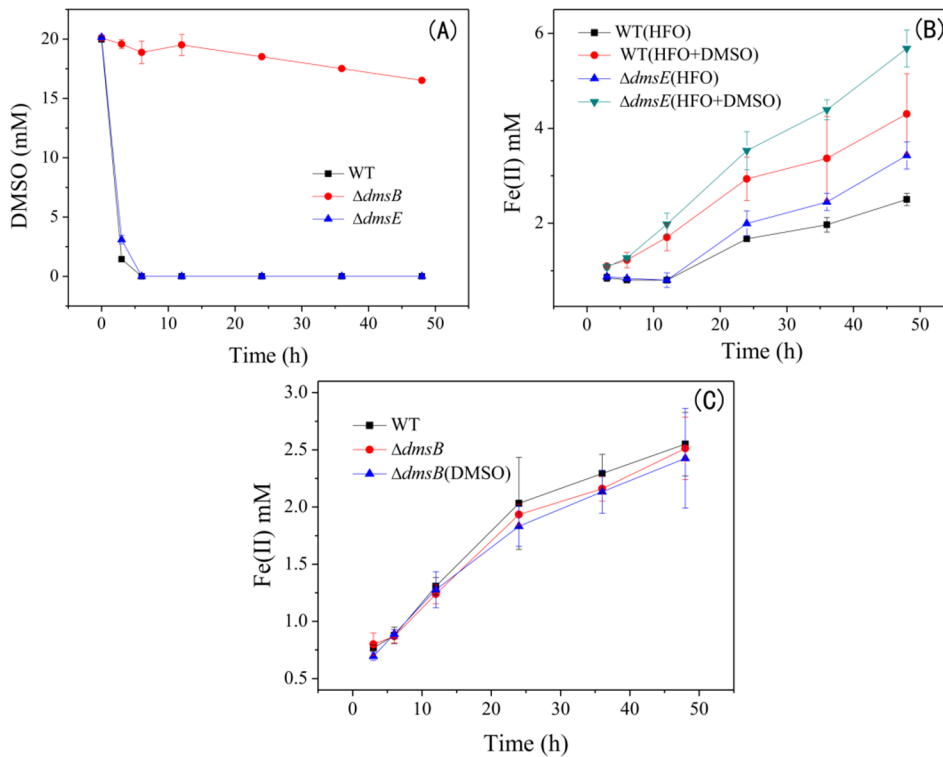 (A)
20
15
10
5
0
DMSO (mM)
WT
ΔdmsB
ΔdmsE
0 10 20 30 40 50
Time (h)
(B)
6
4
2
Fe(II) mM
WT(HFO)
WT(HFO+DMSO)
ΔdmsE(HFO)
ΔdmsE(HFO+DMSO)
0 10 20 30 40 50
Time (h)
(C)
3.0
2.5
2.0
1.5
1.0
0.5
Fe(II) mM
WT
ΔdmsB
ΔdmsB(DMSO)
0 10 20 30 40 50
Time (h)